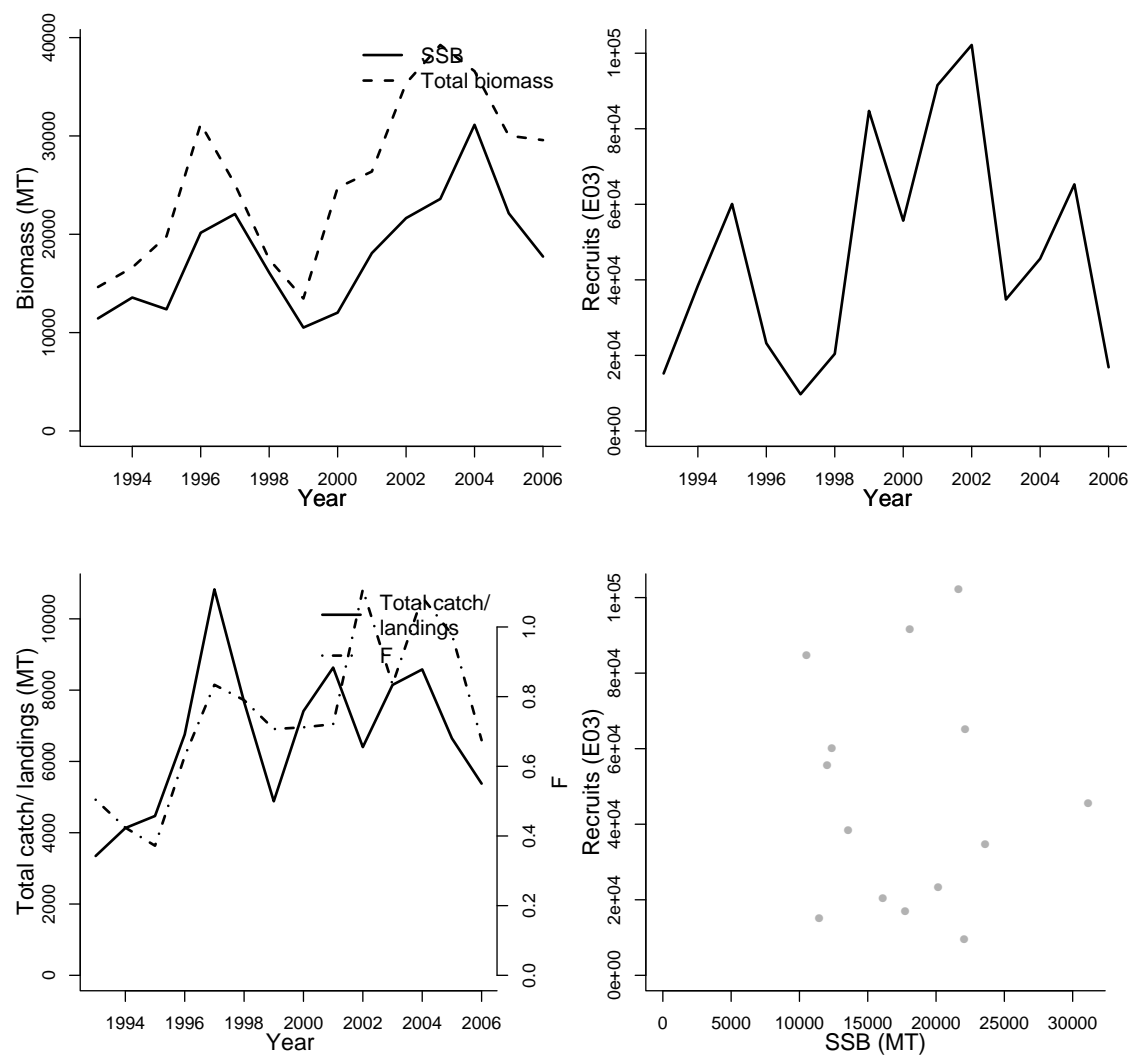 SSB
Total biomass
Biomass (MT)
0
10000
20000
30000
40000
1994 1996 1998 2000 2002 2004 2006
Year
Recruits (E03)
0e+00
2e+04
4e+04
6e+04
8e+04
1e+05
1994 1996 1998 2000 2002 2004 2006
Year
Total catch/
landings
F
Total catch/ landings (MT)
0
2000
4000
6000
8000
10000
F
0.0
0.2
0.4
0.6
0.8
1.0
1994 1996 1998 2000 2002 2004 2006
Year
Recruits (E03)
0e+00
2e+04
4e+04
6e+04
8e+04
1e+05
0 5000 10000 15000 20000 25000 30000
SSB (MT)